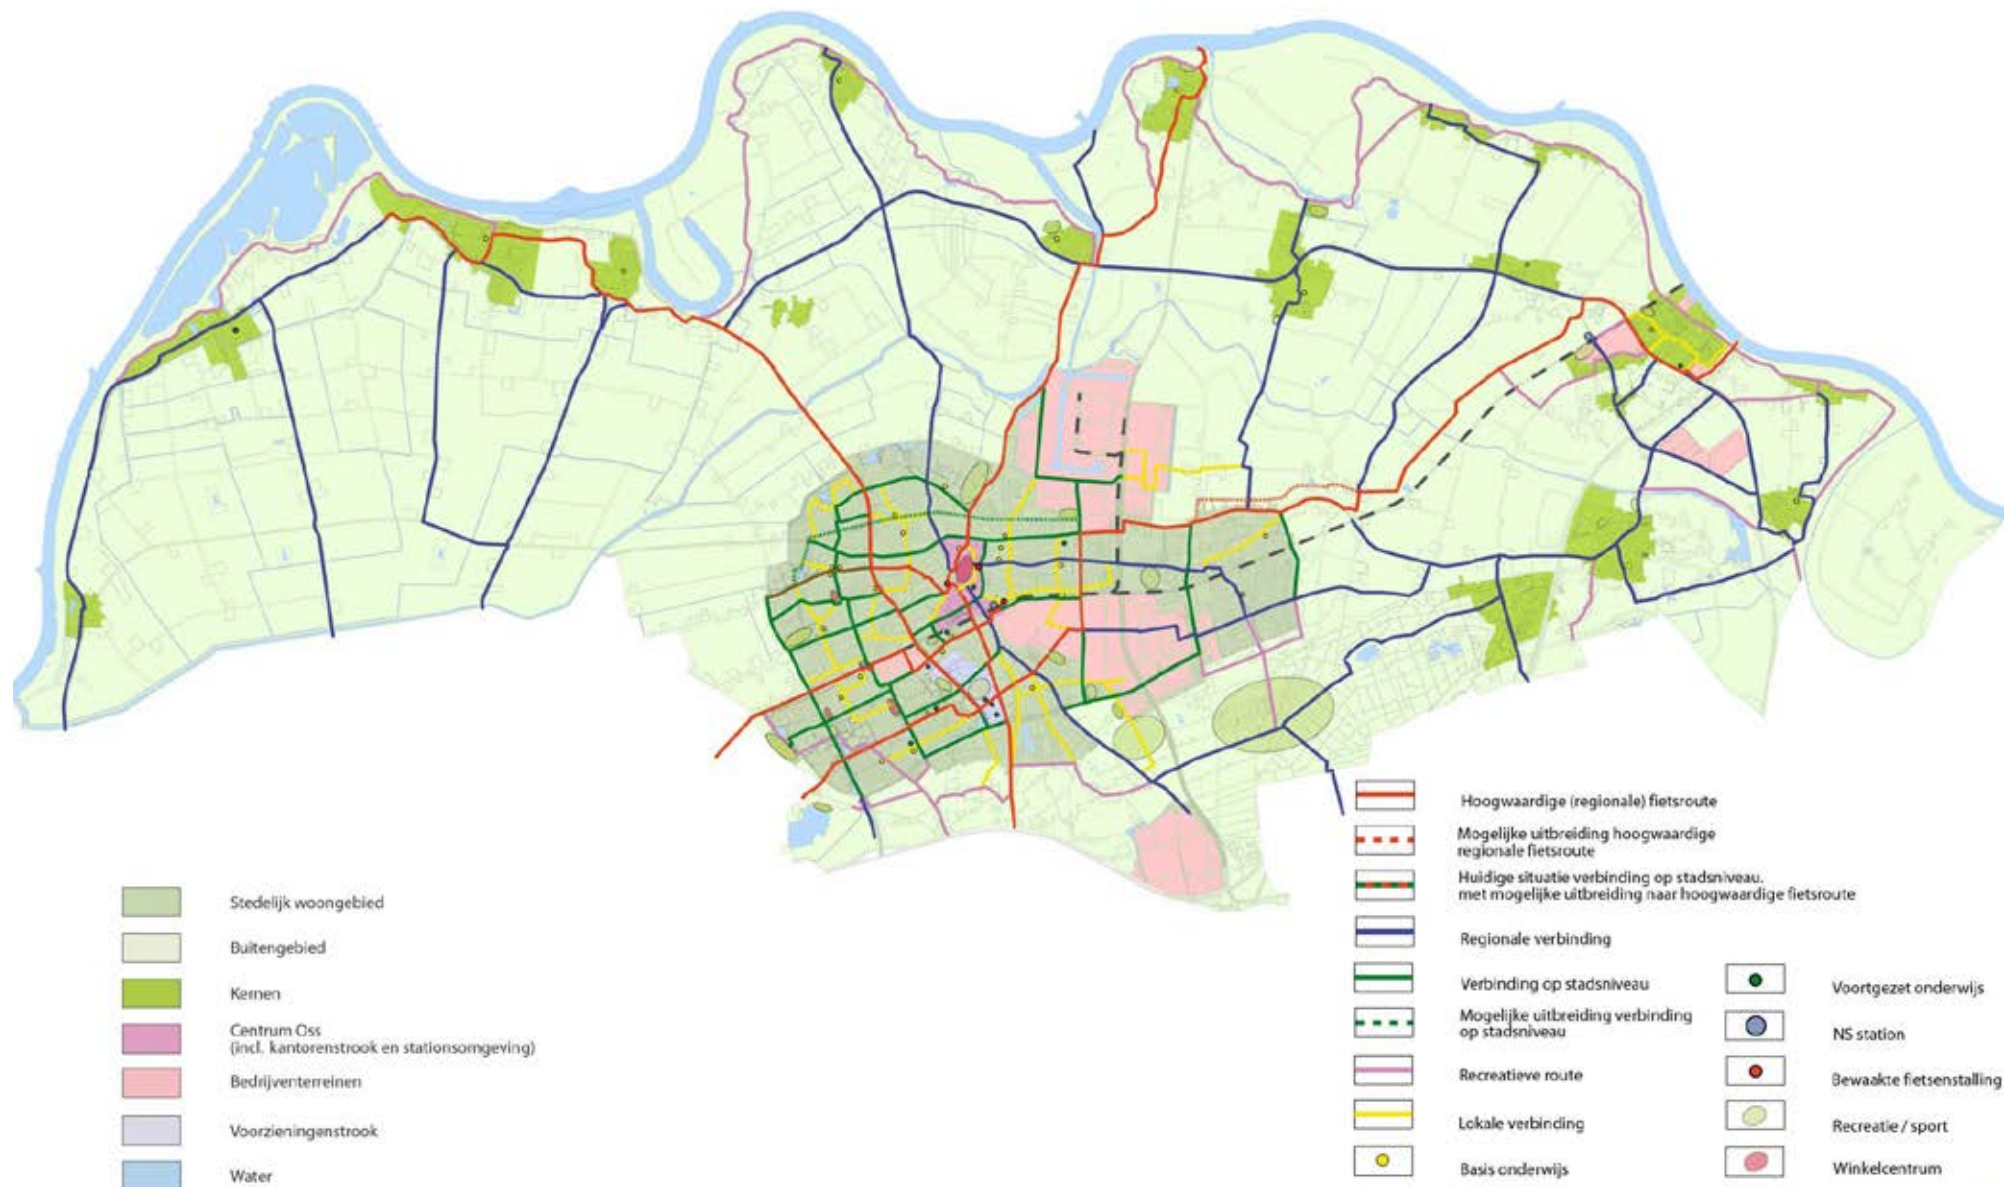 Stedelijk woongebied
Buitengebied
Kernen
Centrum Oss
(incl. kantorenstrook en stationsomgeving)
Bedrijventerreinen
Voorzieningenstrook
Water
Hoogwaardige (regionale) fietsroute
Mogelijke uitbreiding hoogwaardige
regionale fietsroute
Huidige situatie verbinding op stadsniveau.
met mogelijke uitbreiding naar hoogwaardige fietsroute
Regionale verbinding
Verbinding op stadsniveau
Mogelijke uitbreiding verbinding
op stadsniveau
Recreatieve route
Lokale verbinding
Basis onderwijs
Voortgezet onderwijs
NS station
Bewaakte fietsenstalling
Recreatie / sport
Winkelcentrum